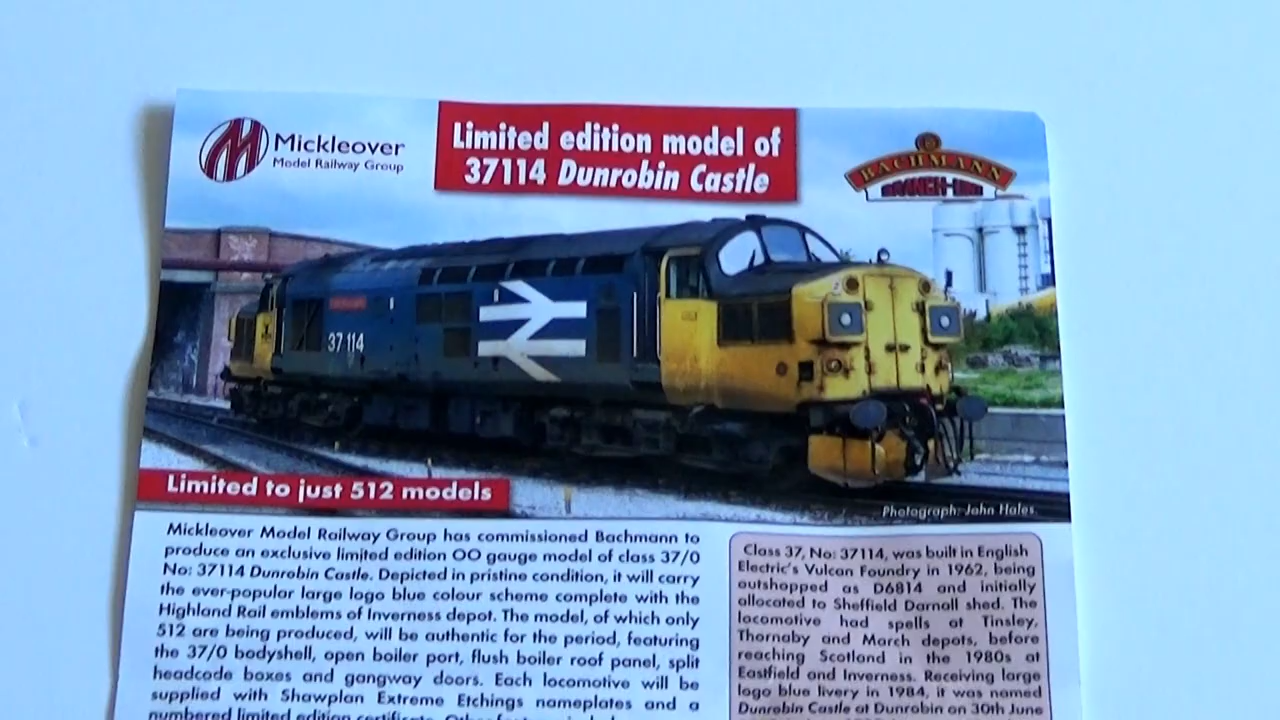 Mickleover
Model Railway Group
Limited edition model of
37114 Dunrobin Castle
BACHMANN
BRANCH-LINE
37 114
Limited to just 512 models
Photograph: John Hales.
Mickleover Model Railway Group has commissioned Bachmann to
produce an exclusive limited edition OO gauge model of class 37/0
No: 37114 Dunrobin Castle. Depicted in pristine condition, it will carry
the ever-popular large logo blue colour scheme complete with the
Highland Rail emblems of Inverness depot. The model, of which only
512 are being produced, will be authentic for the period, featuring
the 37/0 bodyshell, open boiler port, flush boiler roof panel, split
headcode boxes and gangway doors. Each locomotive will be
supplied with Shawplan Extreme Etchings nameplates and a
numbered limited edition certificate.
Class 37, No: 37114, was built in English
Electric's Vulcan Foundry in 1962, being
outshopped as D6814 and initially
allocated to Sheffield Darnall shed. The
locomotive had spells at Tinsley,
Thornaby and March depots, before
reaching Scotland in the 1980s at
Eastfield and Inverness. Receiving large
logo blue livery in 1984, it was named
Dunrobin Castle at Dunrobin on 30th June